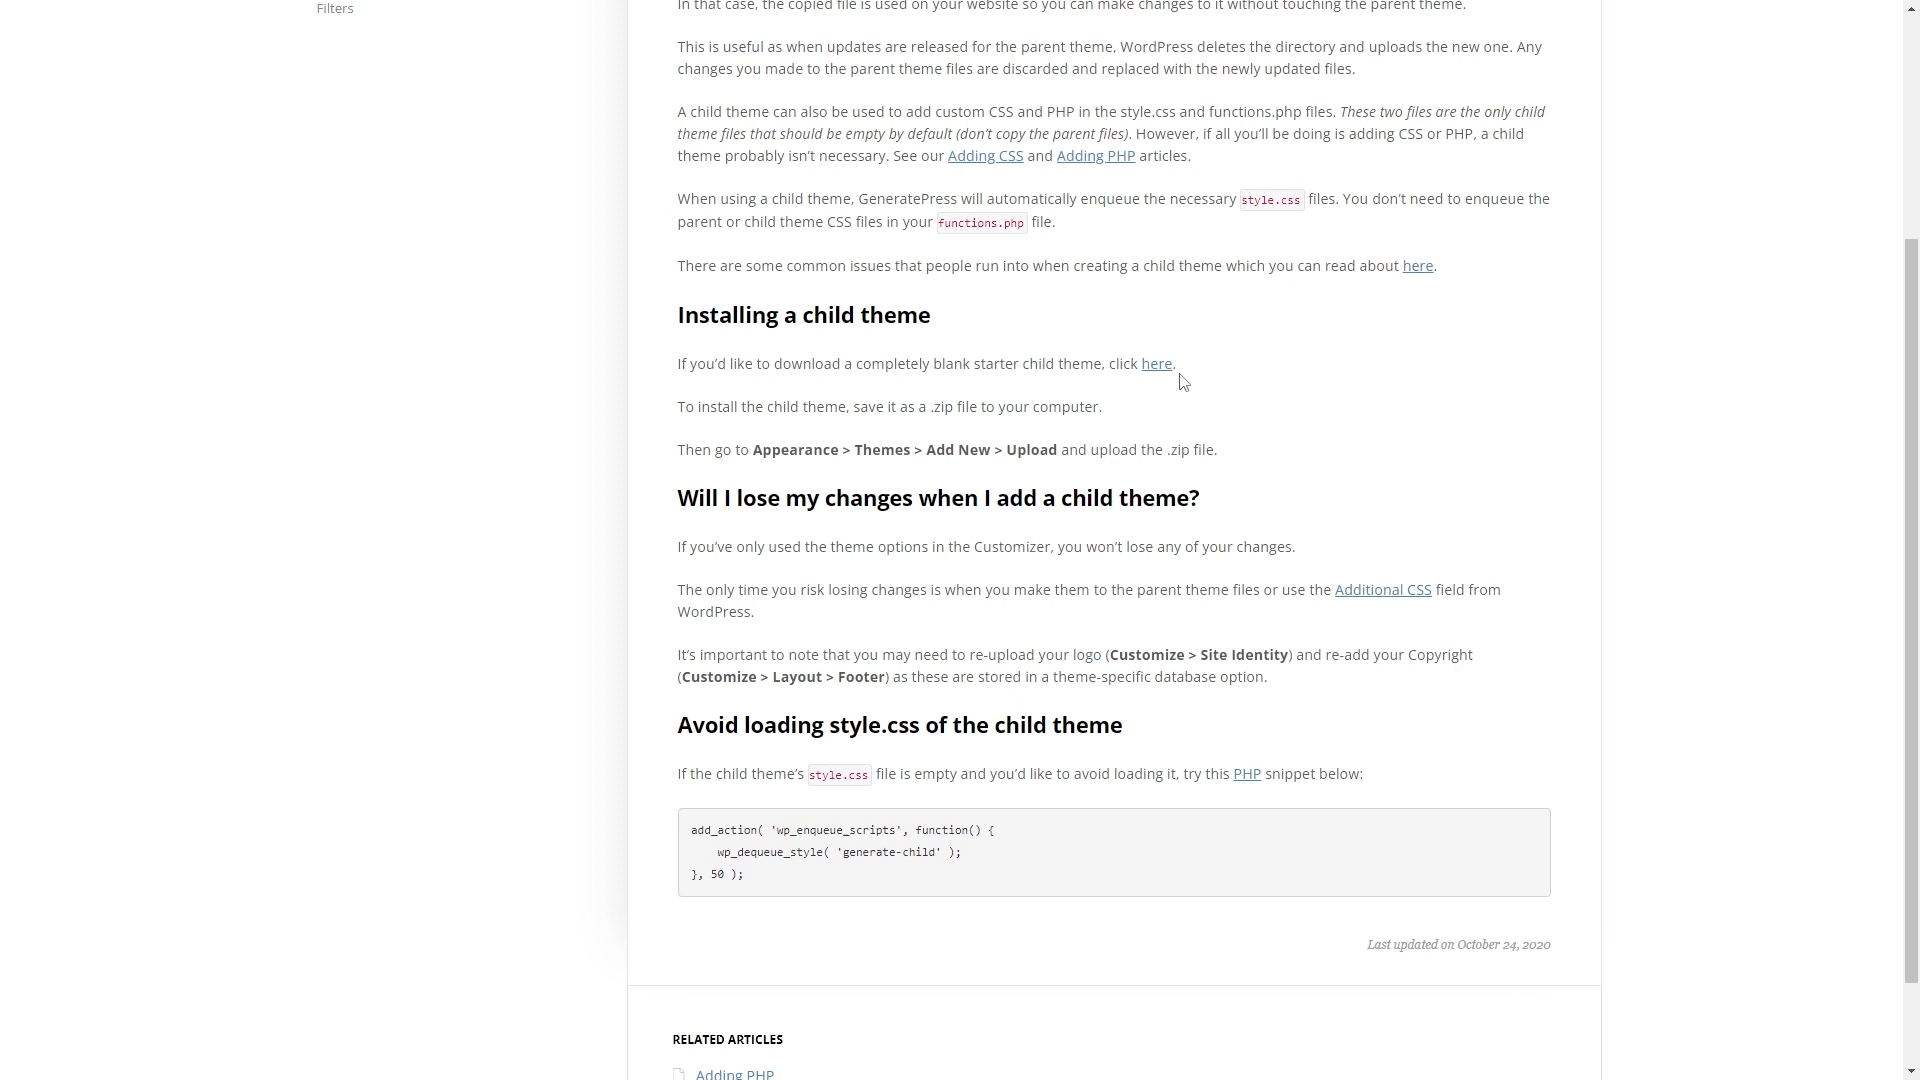 Filters
In that case, the copied file is used on your website so you can make changes to it without touching the parent theme.
This is useful as when updates are released for the parent theme, WordPress deletes the directory and uploads the new one. Any
changes you made to the parent theme files are discarded and replaced with the newly updated files.
A child theme can also be used to add custom CSS and PHP in the style.css and functions.php files. These two files are the only child
theme files that should be empty by default (don’t copy the parent files). However, if all you’ll be doing is adding CSS or PHP, a child
theme probably isn’t necessary. See our Adding CSS and Adding PHP articles.
When using a child theme, GeneratePress will automatically enqueue the necessary style.css files. You don’t need to enqueue the
parent or child theme CSS files in your functions.php file.
There are some common issues that people run into when creating a child theme which you can read about here.
Installing a child theme
If you’d like to download a completely blank starter child theme, click here.
To install the child theme, save it as a .zip file to your computer.
Then go to Appearance > Themes > Add New > Upload and upload the .zip file.
Will I lose my changes when I add a child theme?
If you’ve only used the theme options in the Customizer, you won’t lose any of your changes.
The only time you risk losing changes is when you make them to the parent theme files or use the Additional CSS field from
WordPress.
It’s important to note that you may need to re-upload your logo (Customize > Site Identity) and re-add your Copyright
(Customize > Layout > Footer) as these are stored in a theme-specific database option.
Avoid loading style.css of the child theme
If the child theme’s style.css file is empty and you’d like to avoid loading it, try this PHP snippet below:
add_action( 'wp_enqueue_scripts', function() {
    wp_dequeue_style( 'generate-child' );
}, 50 );
Last updated on October 24, 2020
RELATED ARTICLES
Adding PHP